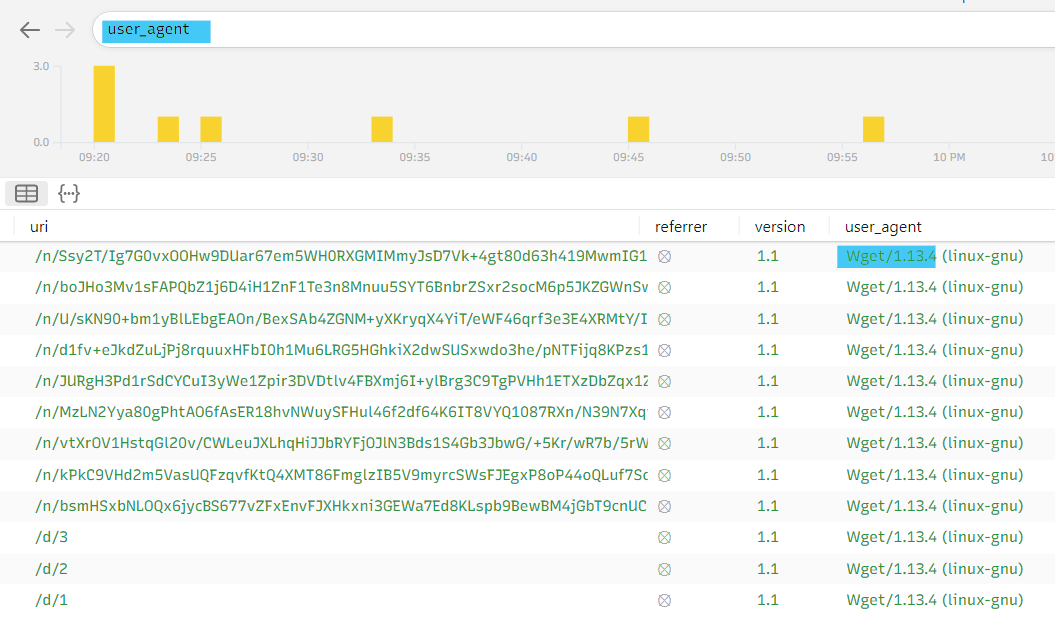 user_agent
3.0
0.0
09:20 09:25 09:30 09:35 09:40 09:45 09:50 09:55 10 PM 10
{···}
uri referrer version user_agent
/n/Ssy2T/Ig7G0vxOOHw9DUar67em5WH0RXGMIMmyJsD7Vk+4gt80d63h419MwmIG1 1.1 Wget/1.13.4 (linux-gnu)
/n/boJHo3Mv1sFAPQbZ1j6D4iH1ZnF1Te3n8Mnuu5SYT6BnbrZSxr2socM6p5JKZGWnSw 1.1 Wget/1.13.4 (linux-gnu)
/n/U/sKN90+bm1yBlLEbgEAOn/BexSAb4ZGNM+yXKryqX4YiT/eWF46qrf3e3E4XRMtY/I 1.1 Wget/1.13.4 (linux-gnu)
/n/d1fv+eJkdZuLjPj8rquuxHFbI0h1Mu6LRG5HGhkiX2dwSUSxwdo3he/pNTFijq8KPzs1 1.1 Wget/1.13.4 (linux-gnu)
/n/JURgH3Pd1rSdCYCuI3yWe1Zpir3DVDtlv4FBXmj6I+ylBrg3C9TgPVHh1ETXzDbZqx1Z 1.1 Wget/1.13.4 (linux-gnu)
/n/MzLN2Yya80gPhtAO6fAsER18hvNWuySFHul46f2df64K6IT8VYQ1087RXn/N39N7Xq 1.1 Wget/1.13.4 (linux-gnu)
/n/vtXrOV1HstqGl20v/CWLeuJXLhqHiJJbRYFjOJlN3Bds1S4Gb3JbwG/+5Kr/wR7b/5rW 1.1 Wget/1.13.4 (linux-gnu)
/n/kPkC9VHd2m5VasUQFzqvfKtQ4XMT86FmglzIB5V9myrcSWsFJEgxP8oP44oQLuf7Sc 1.1 Wget/1.13.4 (linux-gnu)
/n/bsmHSxbNLOQx6jycBS677vZFxEnvFJXHkxni3GEWa7Ed8KLspb9BewBM4jGbT9cnUC 1.1 Wget/1.13.4 (linux-gnu)
/d/3 1.1 Wget/1.13.4 (linux-gnu)
/d/2 1.1 Wget/1.13.4 (linux-gnu)
/d/1 1.1 Wget/1.13.4 (linux-gnu)